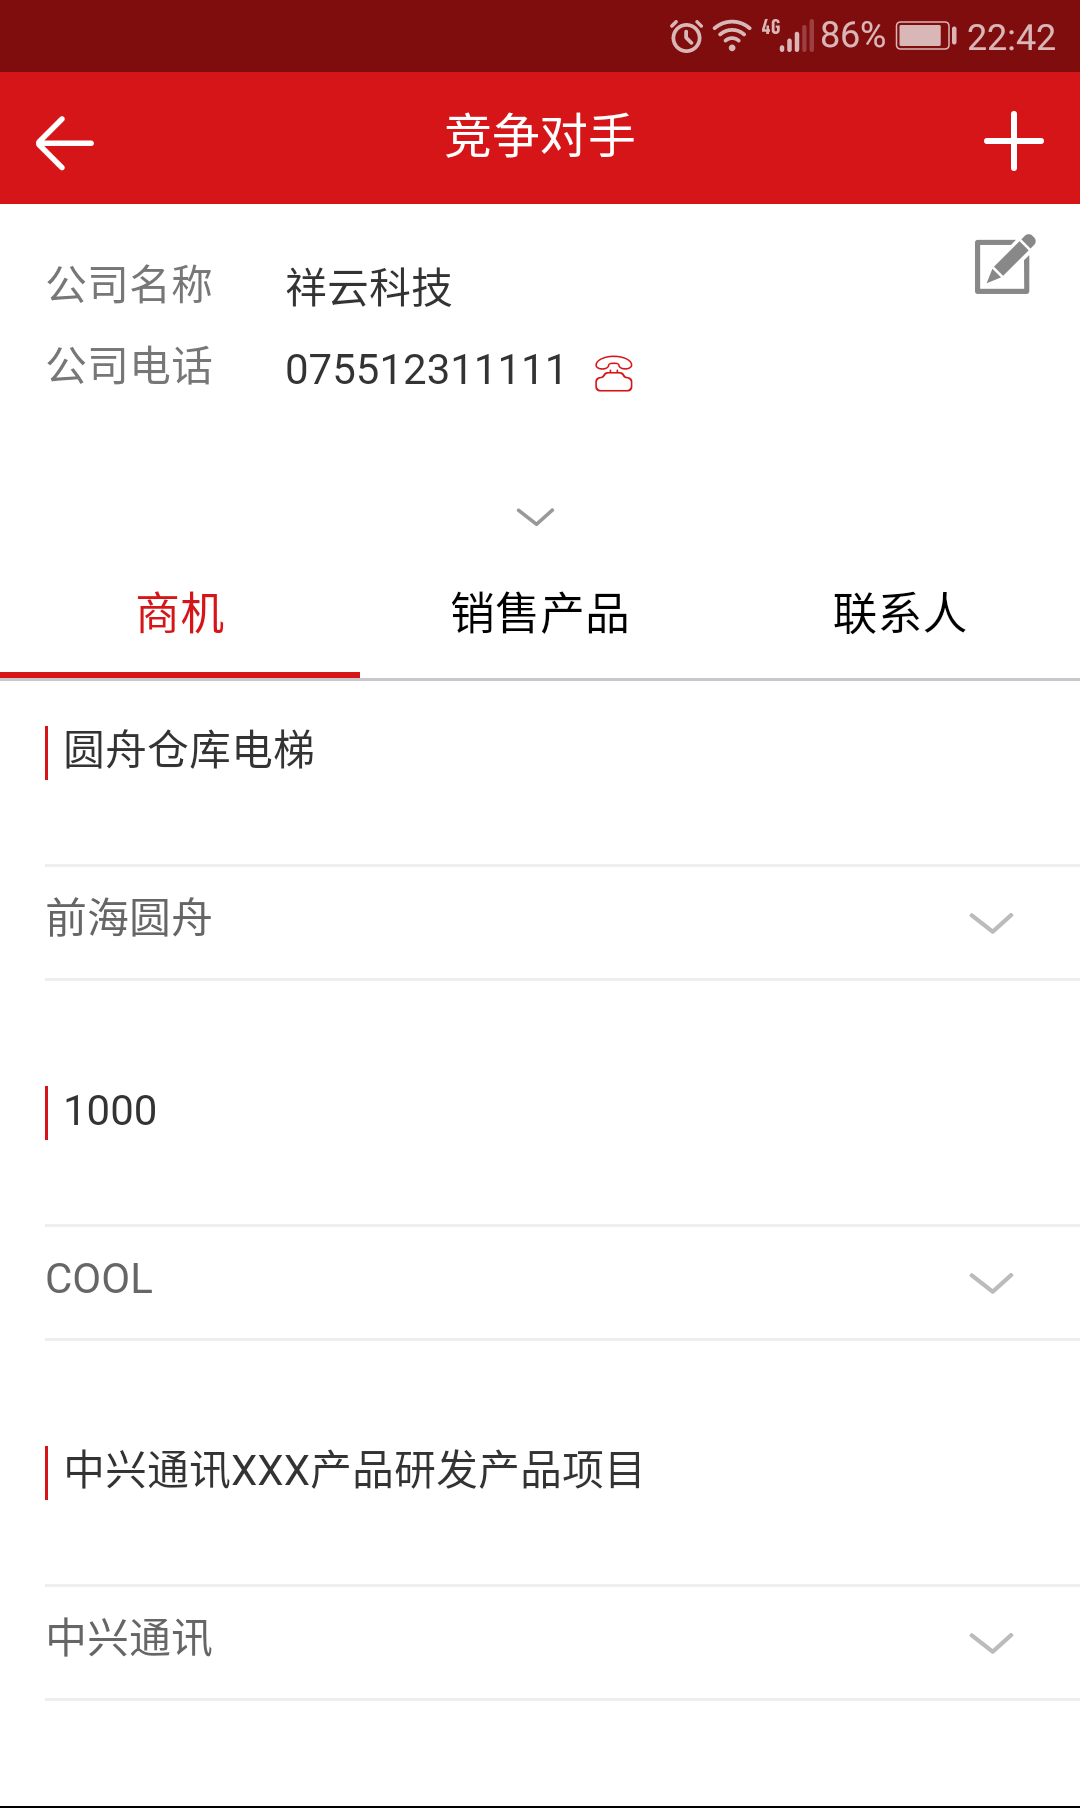 4G 86% 22:42
竞争对手
公司名称 祥云科技
公司电话 075512311111
商机 销售产品 联系人
圆舟仓库电梯
前海圆舟
1000
COOL
中兴通讯XXX产品研发产品项目
中兴通讯